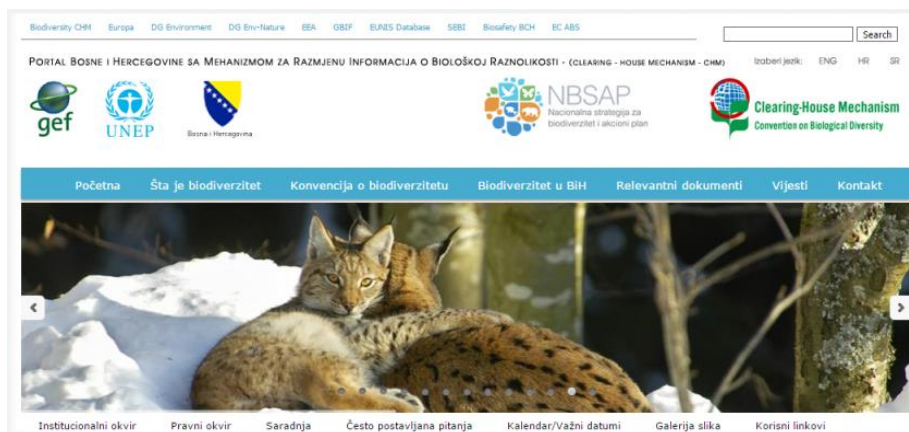 Biodiversity CHM Europa DG Environment DG Env-Nature EEA GBIF EUNIS Database SEBI Biosafety BCH EC ABS
Search
PORTAL BOSNE I HERCEGOVINE SA MEHANIZMOM ZA RAZMJENU INFORMACIJA O BIOLOŠKOJ RAZNOLIKOSTI - (CLEARING - HOUSE MECHANISM - CHM)
Izaberi jezik: ENG HR SR
gef
UNEP
Bosna i Hercegovina
NBSAP
Nacionalna strategija za
biodiverzitet i akcioni plan
Clearing-House Mechanism
Convention on Biological Diversity
Početna Šta je biodiverzitet Konvencija o biodiverzitetu Biodiverzitet u BiH Relevantni dokumenti Vijesti Kontakt
Institucionalni okvir Pravni okvir Saradnja Često postavljana pitanja Kalendar/Važni datumi Galerija slika Korisni linkovi